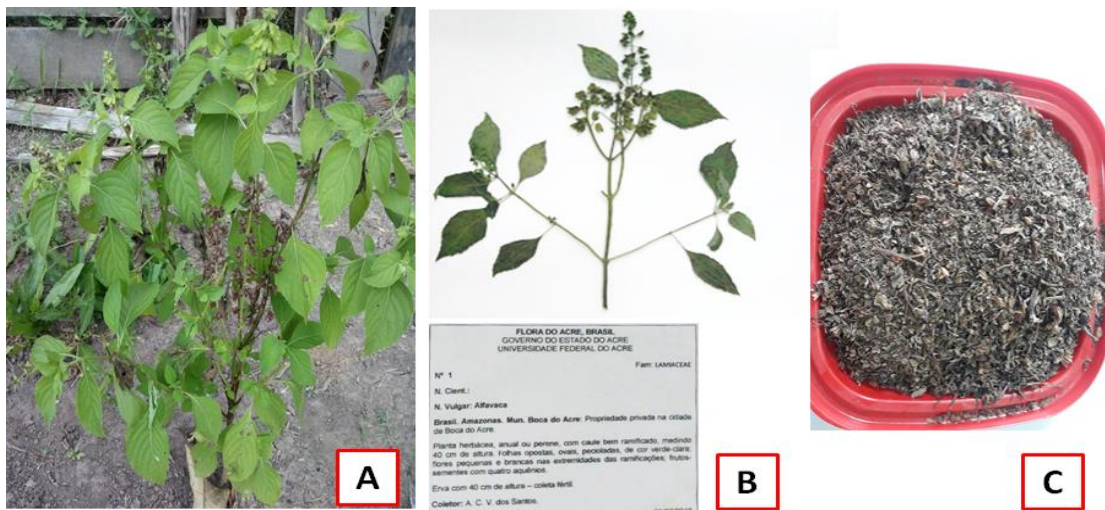 A
FLORA DO ACRE, BRASIL
GOVERNO DO ESTADO DO ACRE
UNIVERSIDADE FEDERAL DO ACRE
Fam: LAMIACEAE
Nº 1
N. Cient.:
N. Vulgar: Alfavaca
Brasil. Amazonas. Mun. Boca do Acre: Propriedade privada na cidade
de Boca do Acre.
Planta herbácea, anual ou perene, com caule bem ramificado, medindo
40 cm de altura. Folhas opostas, ovais, pecioladas, de cor verde-clara;
flores pequenas e brancas nas extremidades das ramificações; frutos-
sementes com quatro aquênios.
Erva com 40 cm de altura – coleta fértil.
Coletor: A. C. V. dos Santos.
B
C